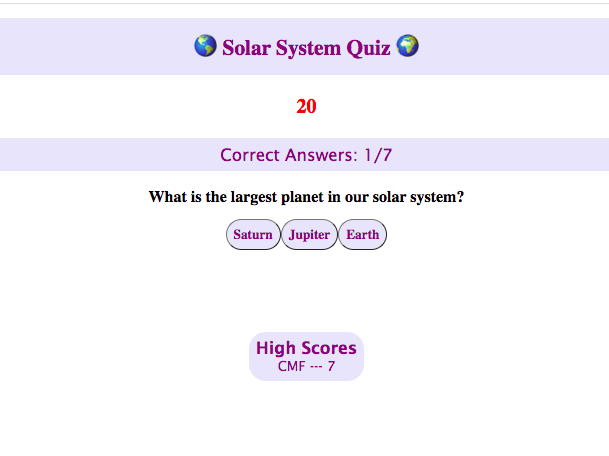 🌎 Solar System Quiz 🌍
20
Correct Answers: 1/7
What is the largest planet in our solar system?
Saturn Jupiter Earth
High Scores
CMF --- 7